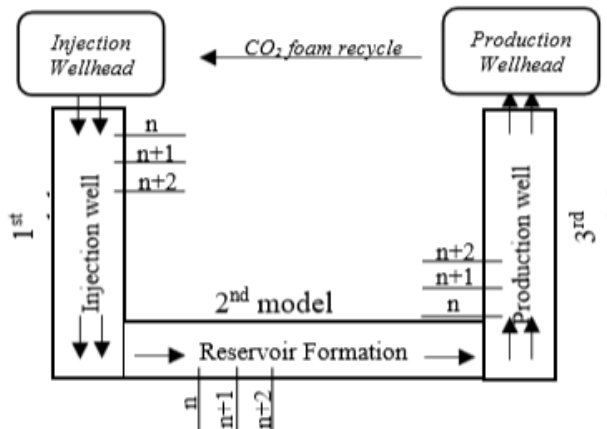 Injection
Wellhead
CO₂ foam recycle
Production
Wellhead
n
n+1
n+2
1st
Injection well
2nd model
Reservoir Formation
n
n+1
n+2
n+2
n+1
n
Production well
3rd